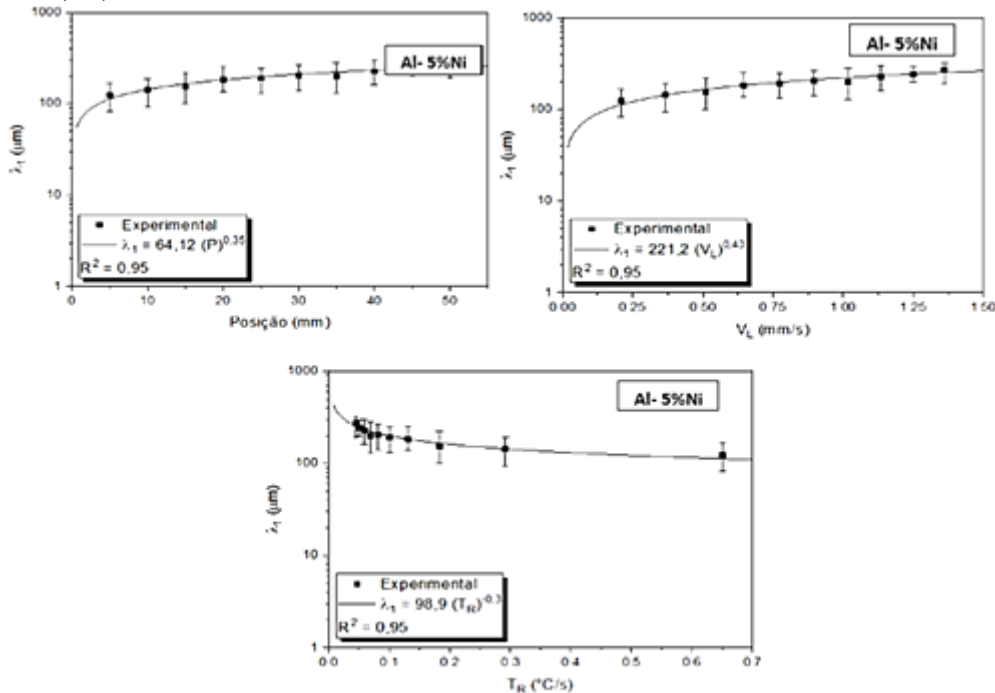 1000
100
10
1
λ₁ (μm)
Al- 5%Ni
Experimental
λ₁ = 64,12 (P)^0,35
R² = 0,95
0 10 20 30 40 50
Posição (mm)
1000
100
10
1
λ₁ (μm)
Al- 5%Ni
Experimental
λ₁ = 221,2 (V_L)^0,43
R² = 0,95
0 00 0 25 0 50 0 75 1 00 1 25 1 50
V_L (mm/s)
1000
100
10
1
λ₁ (μm)
Al- 5%Ni
Experimental
λ₁ = 98,9 (T_R)^-0,3
R² = 0,95
0 0 0 1 0 2 0 3 0 4 0 5 0 6 0 7
T_R (°C/s)